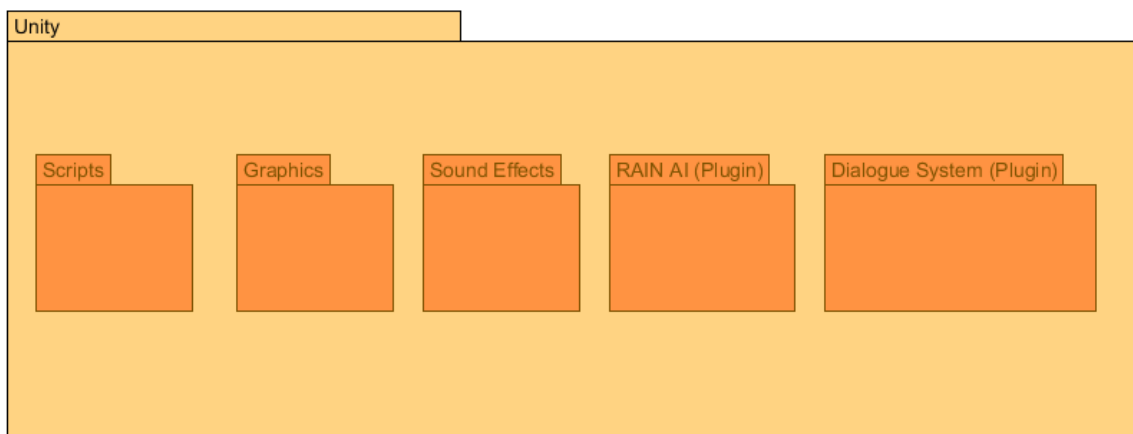 Unity
Scripts
Graphics
Sound Effects
RAIN AI (Plugin)
Dialogue System (Plugin)